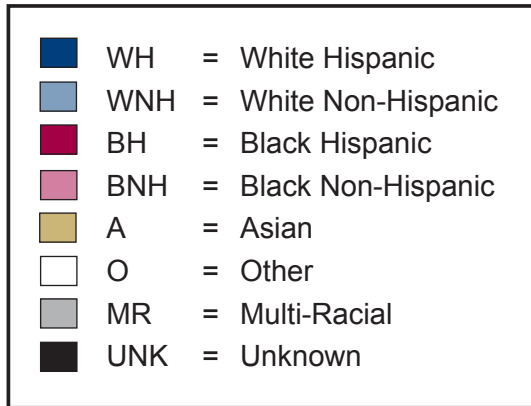 WH = White Hispanic
WNH = White Non-Hispanic
BH = Black Hispanic
BNH = Black Non-Hispanic
A = Asian
O = Other
MR = Multi-Racial
UNK = Unknown